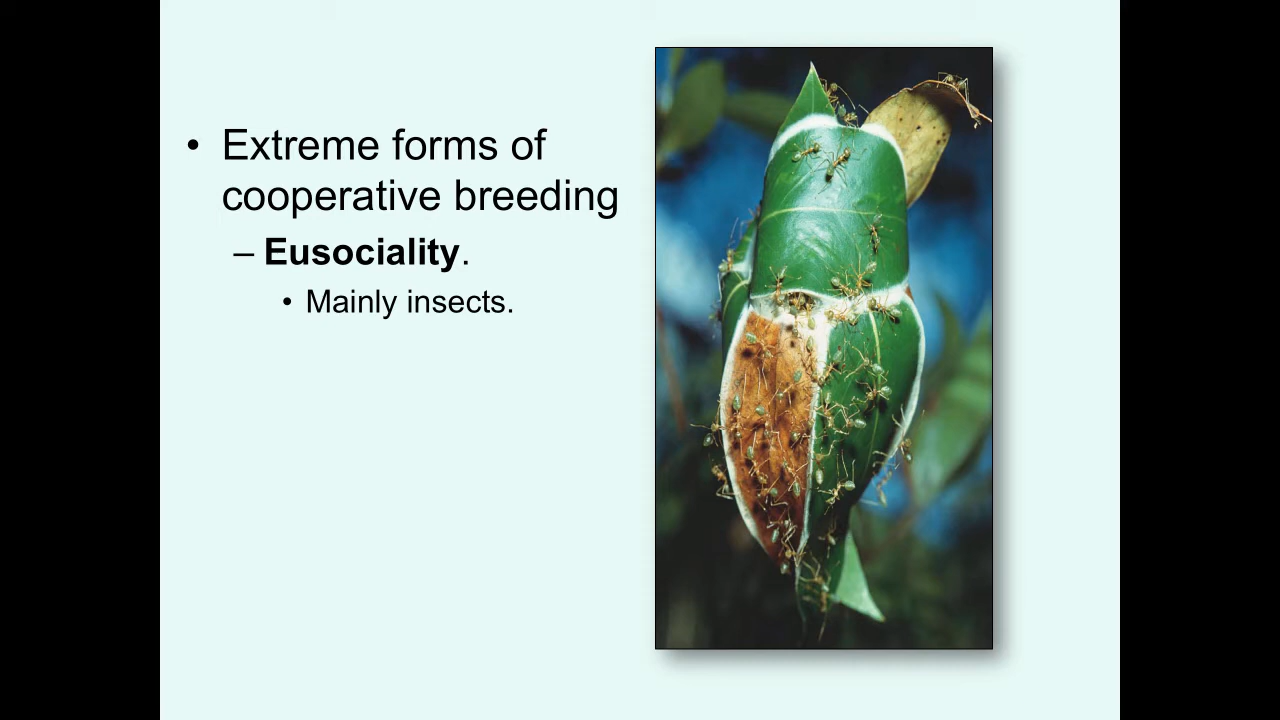 • Extreme forms of
cooperative breeding
– Eusociality.
• Mainly insects.